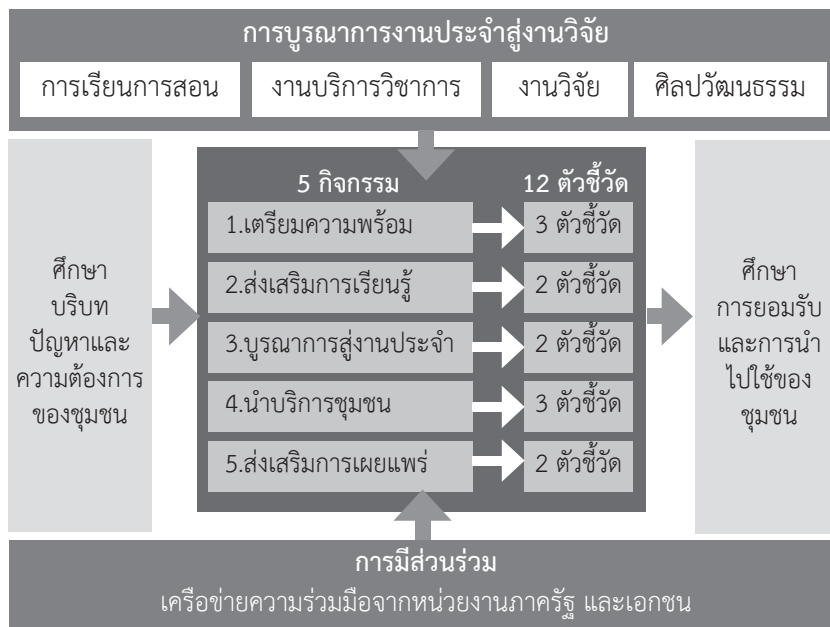 การบูรณาการงานประจำสู่งานวิจัย
การเรียนการสอน
งานบริการวิชาการ
งานวิจัย
ศิลปวัฒนธรรม
ศึกษา
บริบท
ปัญหาและ
ความต้องการ
ของชุมชน
5 กิจกรรม
12 ตัวชี้วัด
1.เตรียมความพร้อม
3 ตัวชี้วัด
2.ส่งเสริมการเรียนรู้
2 ตัวชี้วัด
3.บูรณาการสู่งานประจำ
2 ตัวชี้วัด
4.นำบริการชุมชน
3 ตัวชี้วัด
5.ส่งเสริมการเผยแพร่
2 ตัวชี้วัด
ศึกษา
การยอมรับ
และการนำ
ไปใช้ของ
ชุมชน
การมีส่วนร่วม
เครือข่ายความร่วมมือจากหน่วยงานภาครัฐ และเอกชน